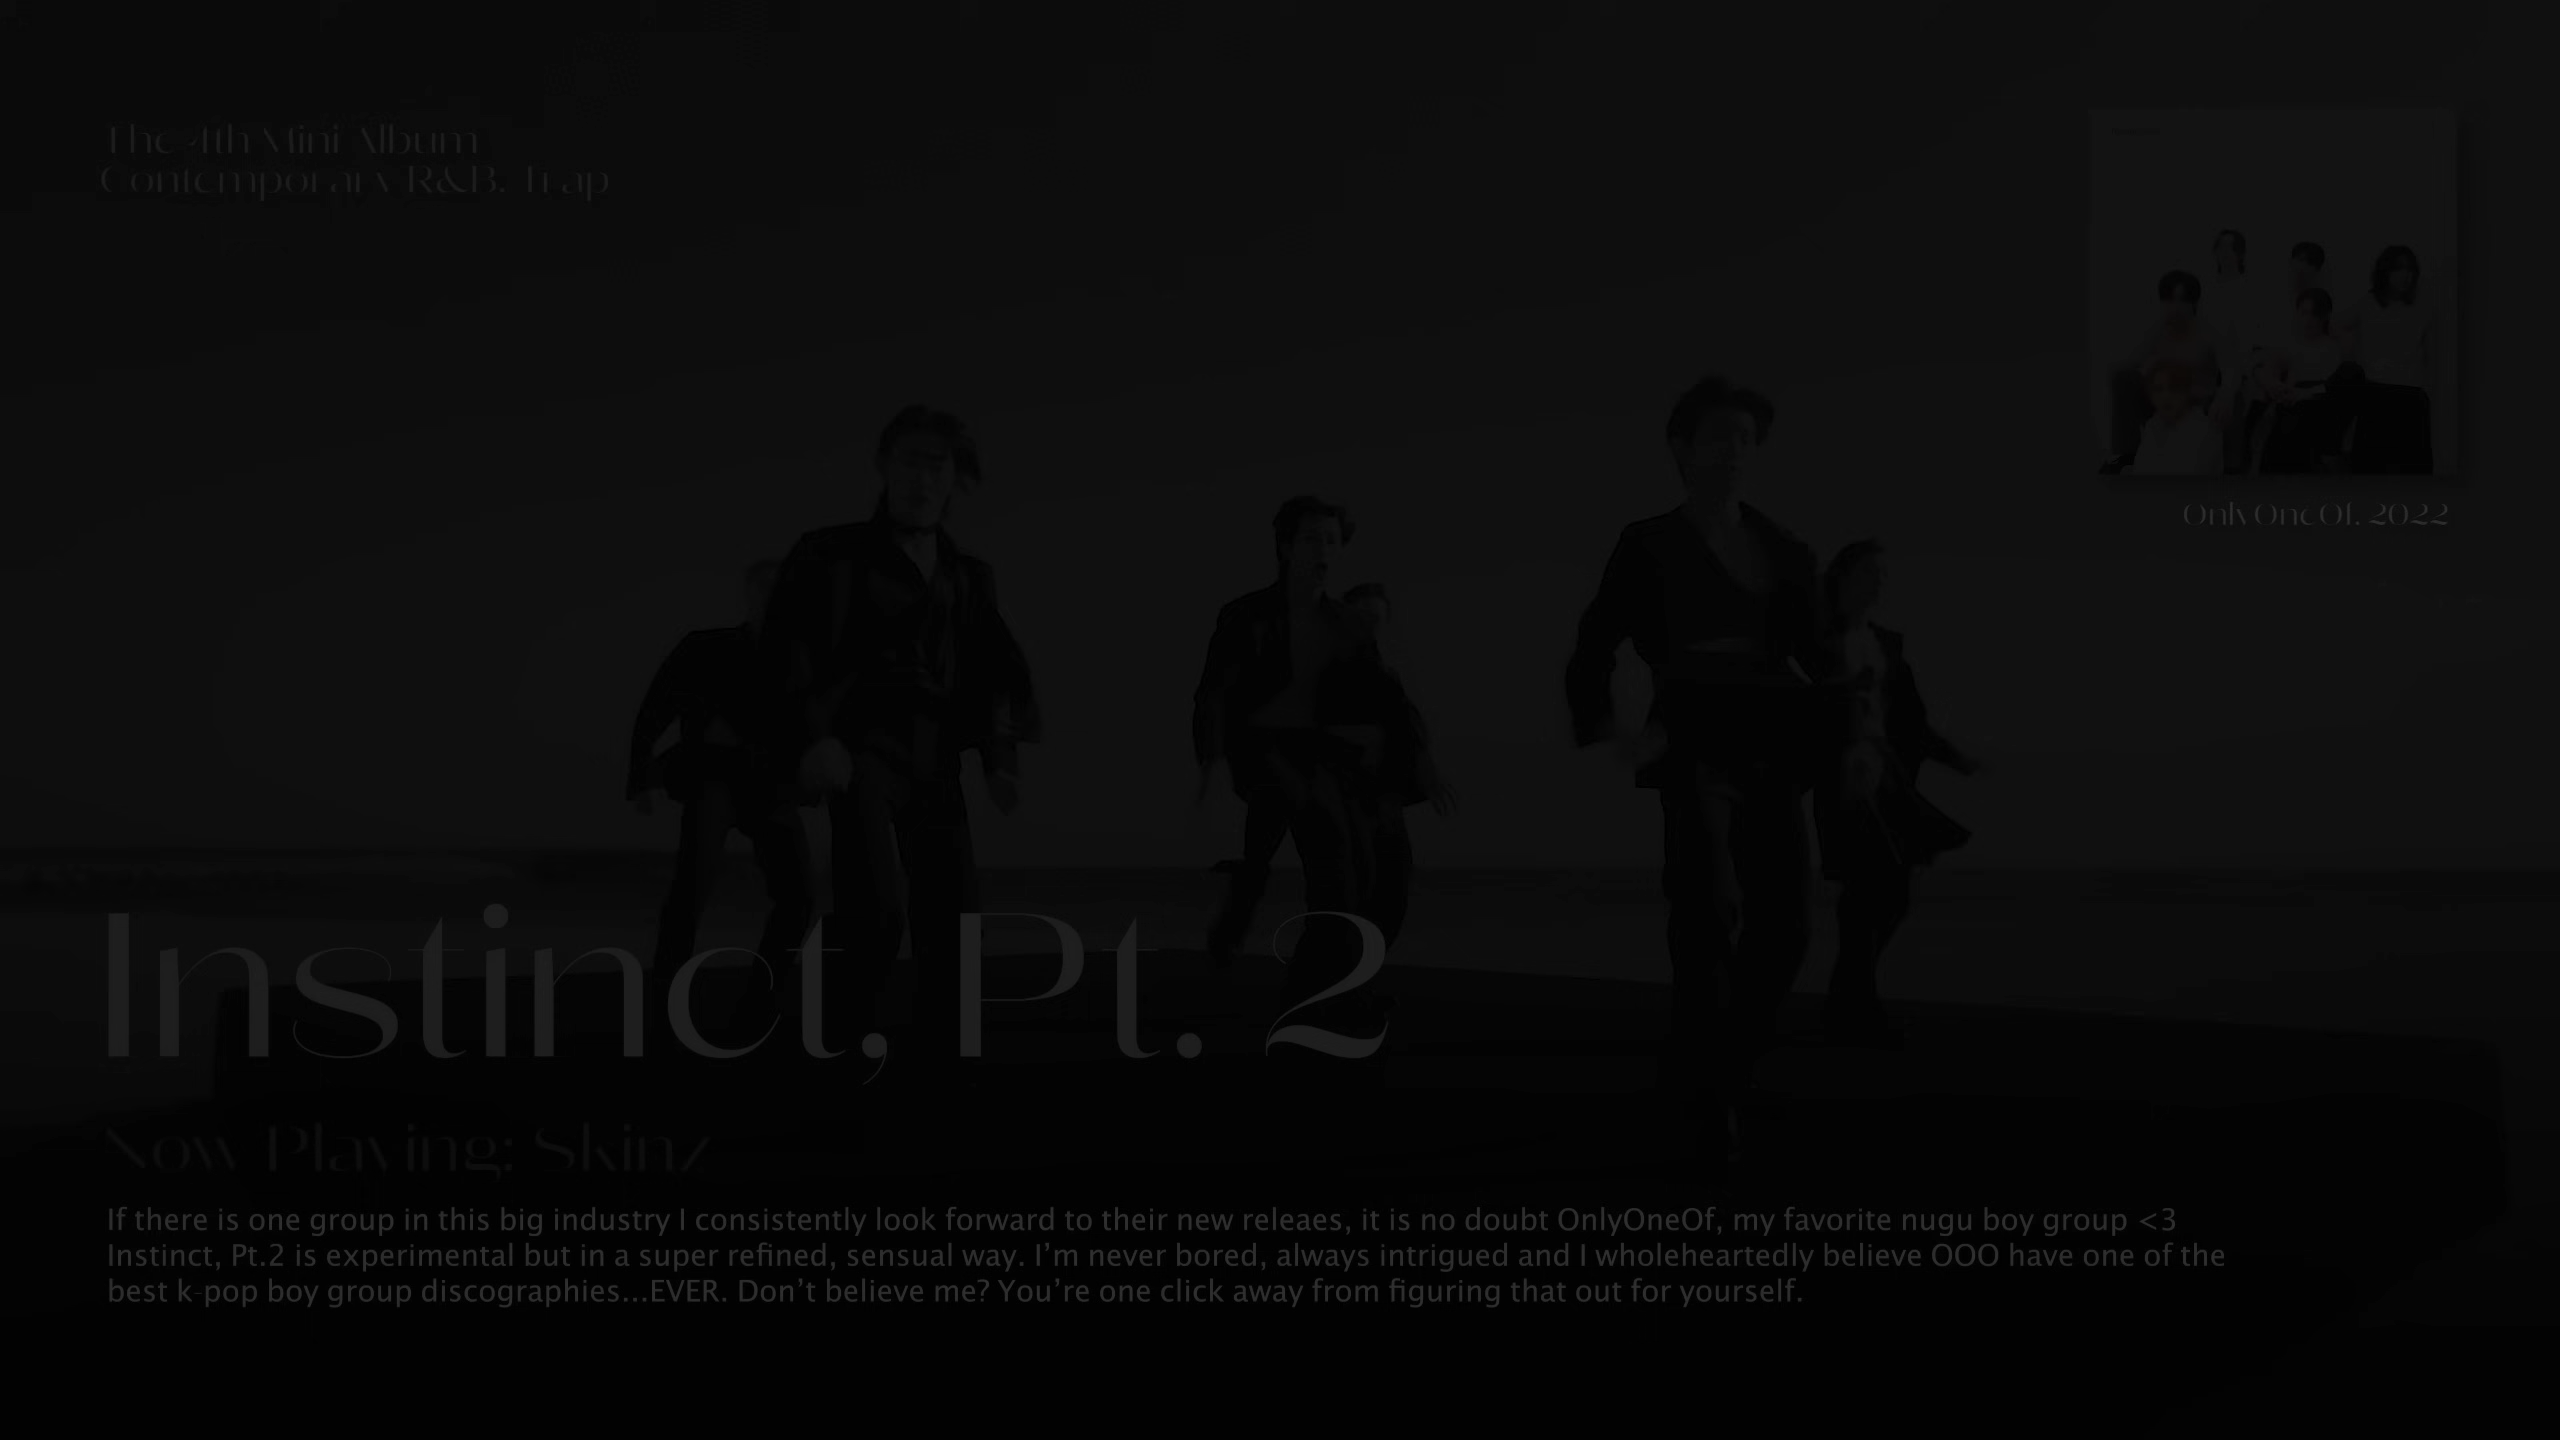 The 4th Mini Album
Contemporary R&B, Trap
OnlyOneOf, 2022
Instinct, Pt. 2
Now Playing: Skinz
If there is one group in this big industry I consistently look forward to their new releaes, it is no doubt OnlyOneOf, my favorite nugu boy group <3
Instinct, Pt.2 is experimental but in a super refined, sensual way. I’m never bored, always intrigued and I wholeheartedly believe OOO have one of the
best k-pop boy group discographies...EVER. Don’t believe me? You’re one click away from figuring that out for yourself.